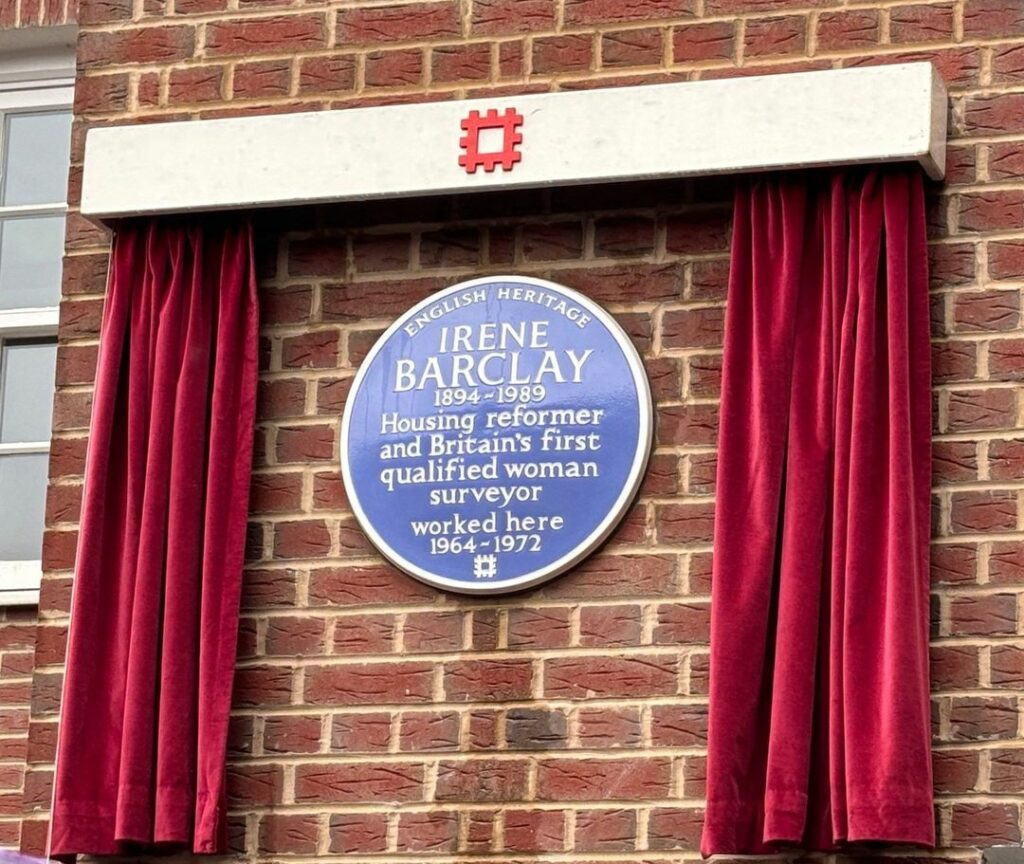 ENGLISH HERITAGE
IRENE
BARCLAY
1894-1989
Housing reformer
and Britain's first
qualified woman
surveyor
worked here
1964-1972